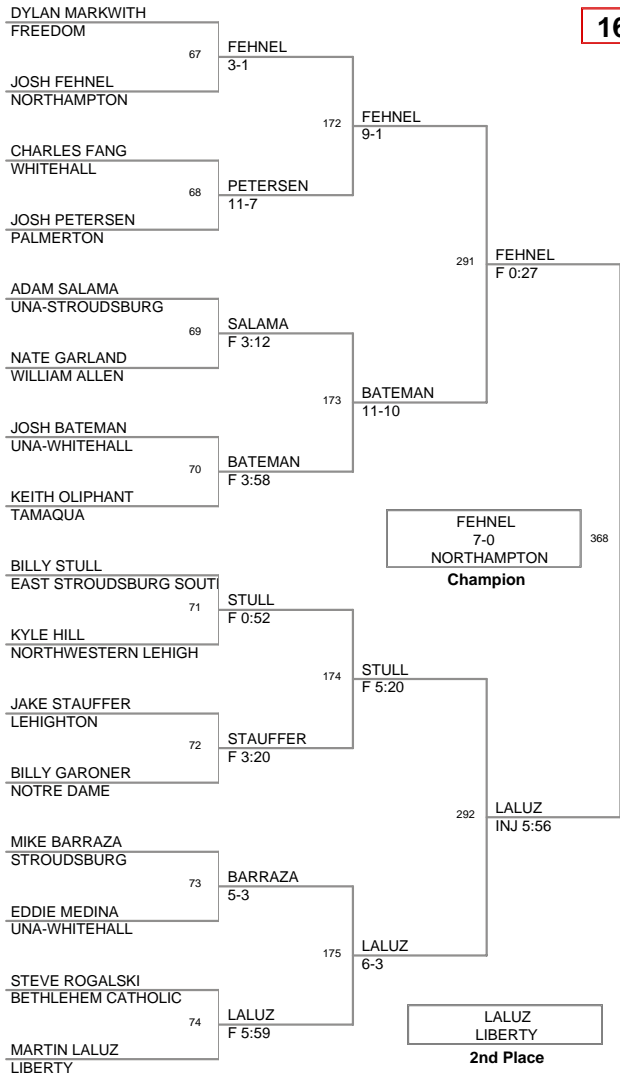 DYLAN MARKWITH
FREEDOM
16
67
FEHNEL
3-1
JOSH FEHNEL
NORTHAMPTON
172
FEHNEL
9-1
CHARLES FANG
WHITEHALL
68
PETERSEN
11-7
JOSH PETERSEN
PALMERTON
291
FEHNEL
F 0:27
ADAM SALAMA
UNA-STROUDSBURG
69
SALAMA
F 3:12
NATE GARLAND
WILLIAM ALLEN
173
BATEMAN
11-10
JOSH BATEMAN
UNA-WHITEHALL
70
BATEMAN
F 3:58
KEITH OLIPHANT
TAMAQUA
FEHNEL
7-0
NORTHAMPTON
368
Champion
BILLY STULL
EAST STROUDSBURG SOUT
71
STULL
F 0:52
KYLE HILL
NORTHWESTERN LEHIGH
174
STULL
F 5:20
JAKE STAUFFER
LEHIGHTON
72
STAUFFER
F 3:20
BILLY GARONER
NOTRE DAME
292
LALUZ
INJ 5:56
MIKE BARRAZA
STROUDSBURG
73
BARRAZA
5-3
EDDIE MEDINA
UNA-WHITEHALL
175
LALUZ
6-3
STEVE ROGALSKI
BETHLEHEM CATHOLIC
74
LALUZ
F 5:59
MARTIN LALUZ
LIBERTY
LALUZ
LIBERTY
2nd Place